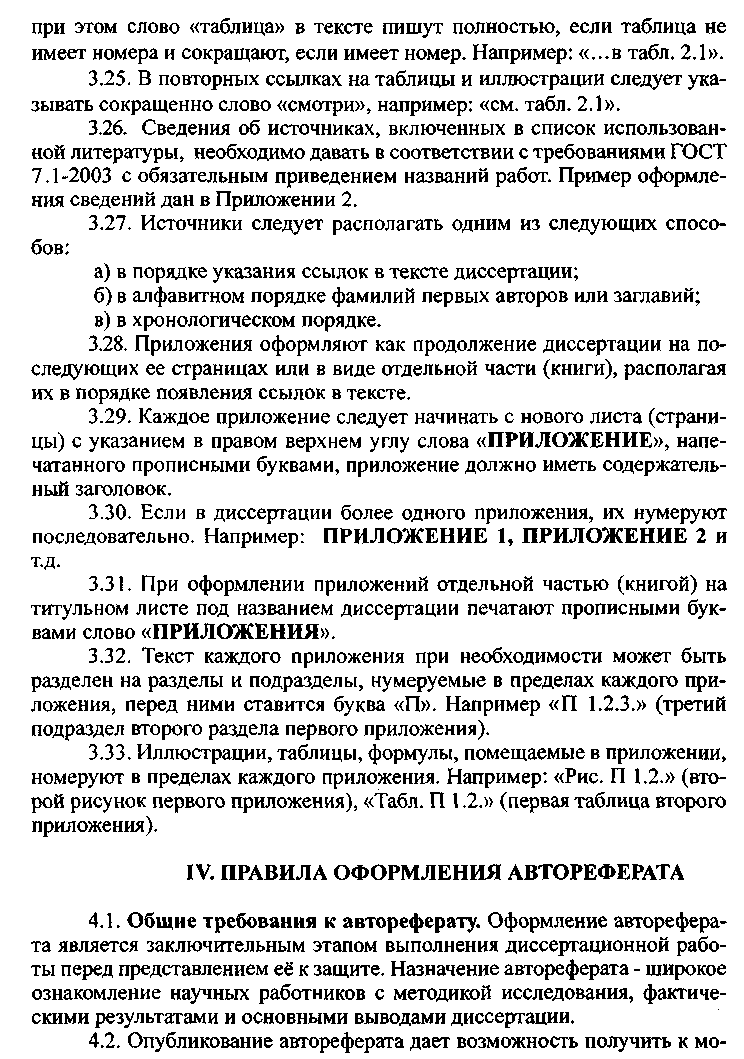 при этом слово «таблица» в тексте пишут полностью, если таблица не
имеет номера и сокращают, если имеет номер. Например: «...в табл. 2.1».
3.25. В повторных ссылках на таблицы и иллюстрации следует ука-
зывать сокращенно слово «смотри», например: «см. табл. 2.1».
3.26. Сведения об источниках, включенных в список использован-
ной литературы, необходимо давать в соответствии с требованиями ГОСТ
7.1-2003 с обязательным приведением названий работ. Пример оформле-
ния сведений дан в Приложении 2.
3.27. Источники следует располагать одним из следующих спосо-
бов:
а) в порядке указания ссылок в тексте диссертации;
б) в алфавитном порядке фамилий первых авторов или заглавий;
в) в хронологическом порядке.
3.28. Приложения оформляют как продолжение диссертации на по-
следующих ее страницах или в виде отдельной части (книги), располагая
их в порядке появления ссылок в тексте.
3.29. Каждое приложение следует начинать с нового листа (страни-
цы) с указанием в правом верхнем углу слова «ПРИЛОЖЕНИЕ», напе-
чатанного прописными буквами, приложение должно иметь содержатель-
ный заголовок.
3.30. Если в диссертации более одного приложения, их нумеруют
последовательно. Например: ПРИЛОЖЕНИЕ 1, ПРИЛОЖЕНИЕ 2 и
т.д.
3.31. При оформлении приложений отдельной частью (книгой) на
титульном листе под названием диссертации печатают прописными бук-
вами слово «ПРИЛОЖЕНИЯ».
3.32. Текст каждого приложения при необходимости может быть
разделен на разделы и подразделы, нумеруемые в пределах каждого при-
ложения, перед ними ставится буква «П». Например «П 1.2.3.» (третий
подраздел второго раздела первого приложения).
3.33. Иллюстрации, таблицы, формулы, помещаемые в приложении,
номеруют в пределах каждого приложения. Например: «Рис. П 1.2.» (вто-
рой рисунок первого приложения), «Табл. П 1.2.» (первая таблица второго
приложения).
IV. ПРАВИЛА ОФОРМЛЕНИЯ АВТОРЕФЕРАТА
4.1. Общие требования к автореферату. Оформление авторефера-
та является заключительным этапом выполнения диссертационной рабо-
ты перед представлением её к защите. Назначение автореферата - широкое
ознакомление научных работников с методикой исследования, фактиче-
скими результатами и основными выводами диссертации.
4.2. Опубликование автореферата дает возможность получить к мо-